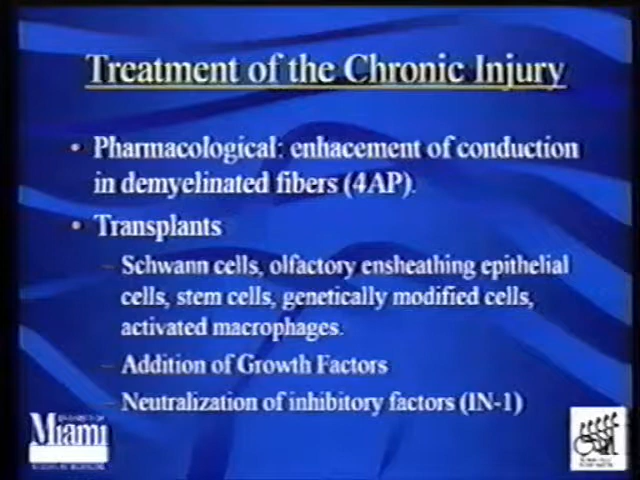 Treatment of the Chronic Injury
• Pharmacological: enhacement of conduction
in demyelinated fibers (4AP).
• Transplants
– Schwann cells, olfactory ensheathing epithelial
cells, stem cells, genetically modified cells,
activated macrophages.
– Addition of Growth Factors
– Neutralization of inhibitory factors (IN-1)
UNIVERSITY OF
Miami